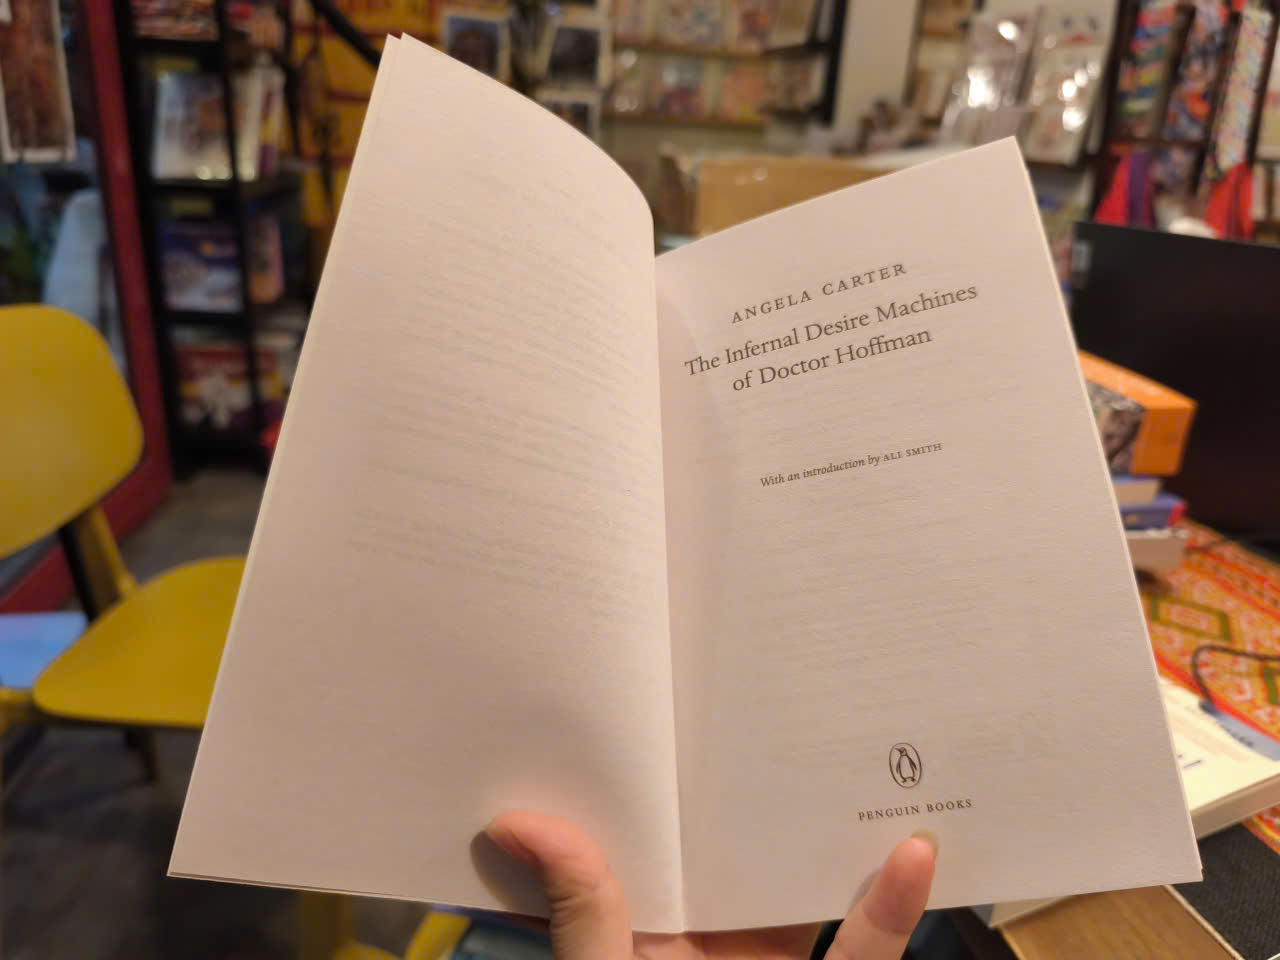 ANGELA CARTER
The Infernal Desire Machines
of Doctor Hoffman
With an introduction by ALI SMITH
PENGUIN BOOKS